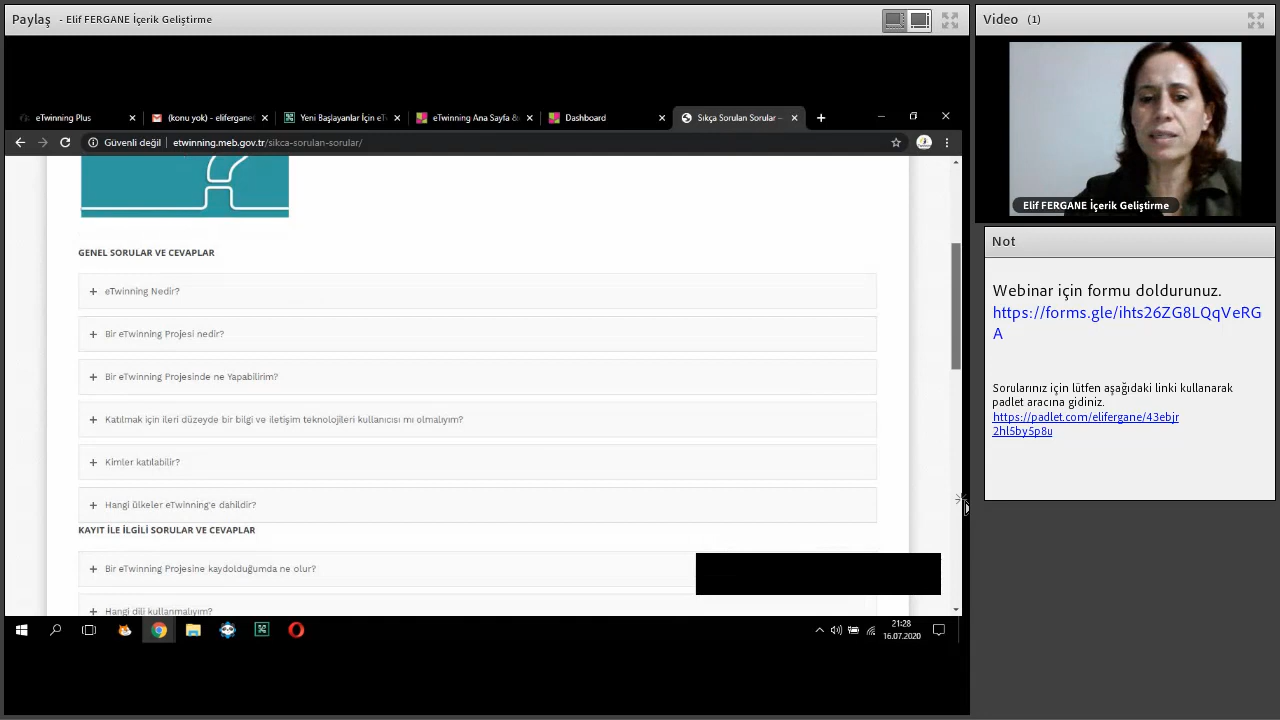 Paylaş - Elif FERGANE İçerik Geliştirme
eTwinning Plus
(konu yok) - eliferganet
Yeni Başlayanlar İçin eT
eTwinning Ana Sayfa &
Dashboard
Sıkça Sorulan Sorular –
Güvenli değil | etwinning.meb.gov.tr/sikca-sorulan-sorular/
GENEL SORULAR VE CEVAPLAR
+ eTwinning Nedir?
+ Bir eTwinning Projesi nedir?
+ Bir eTwinning Projesinde ne Yapabilirim?
+ Katılmak için ileri düzeyde bir bilgi ve iletişim teknolojileri kullanıcısı mı olmalıyım?
+ Kimler katılabilir?
+ Hangi ülkeler eTwinning'e dahildir?
KAYIT İLE İLGİLİ SORULAR VE CEVAPLAR
+ Bir eTwinning Projesine kaydolduğumda ne olur?
+ Hangi dili kullanmalıyım?
21:28
16.07.2020
Video (1)
Elif FERGANE İçerik Geliştirme
Not
Webinar için formu doldurunuz.
https://forms.gle/ihts26ZG8LQqVeRG
A
Sorularınız için lütfen aşağıdaki linki kullanarak
padlet aracına gidiniz.
https://padlet.com/elifergane/43ebjr
2hl5by5p8u